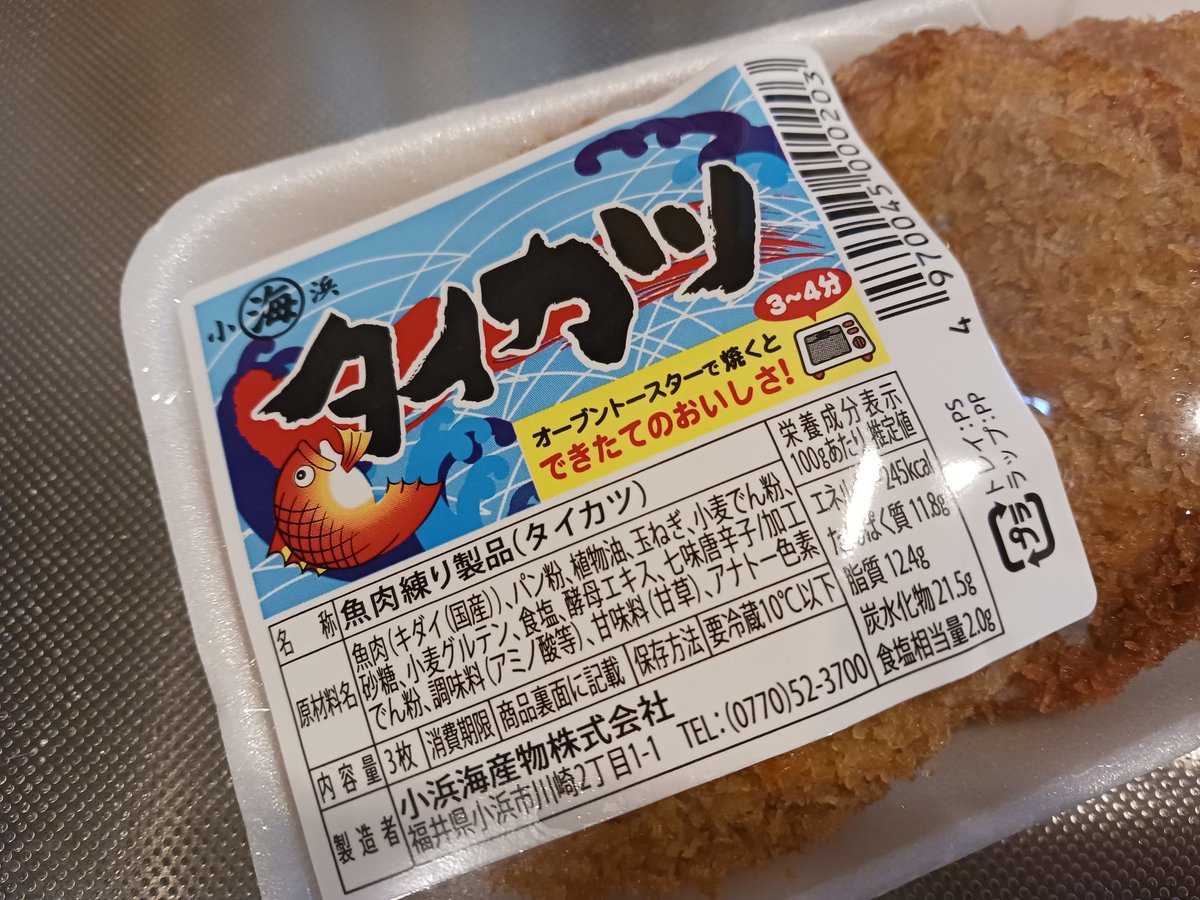 小海浜
タイカツ
3〜4分
オーブントースターで焼くと
できたてのおいしさ!
4 970045 000203
名称 魚肉練り製品(タイカツ)
原材料名 魚肉(キダイ(国産))、パン粉、植物油、玉ねぎ、小麦でん粉、
砂糖、小麦グルテン、食塩、酵母エキス、七味唐辛子/加工
でん粉、調味料(アミノ酸等)、甘味料(甘草)、アナトー色素
内容量 3枚 消費期限 商品裏面に記載 保存方法 要冷蔵10℃以下
製造者 小浜海産物株式会社
福井県小浜市川崎2丁目1-1 TEL:(0770)52-3700
栄養成分表示
100gあたり 推定値
エネ 245kcal
たんぱく質 11.8g
脂質 12.4g
炭水化物 21.5g
食塩相当量 2.0g
トレイ:PS
ラップ:PP
プラ